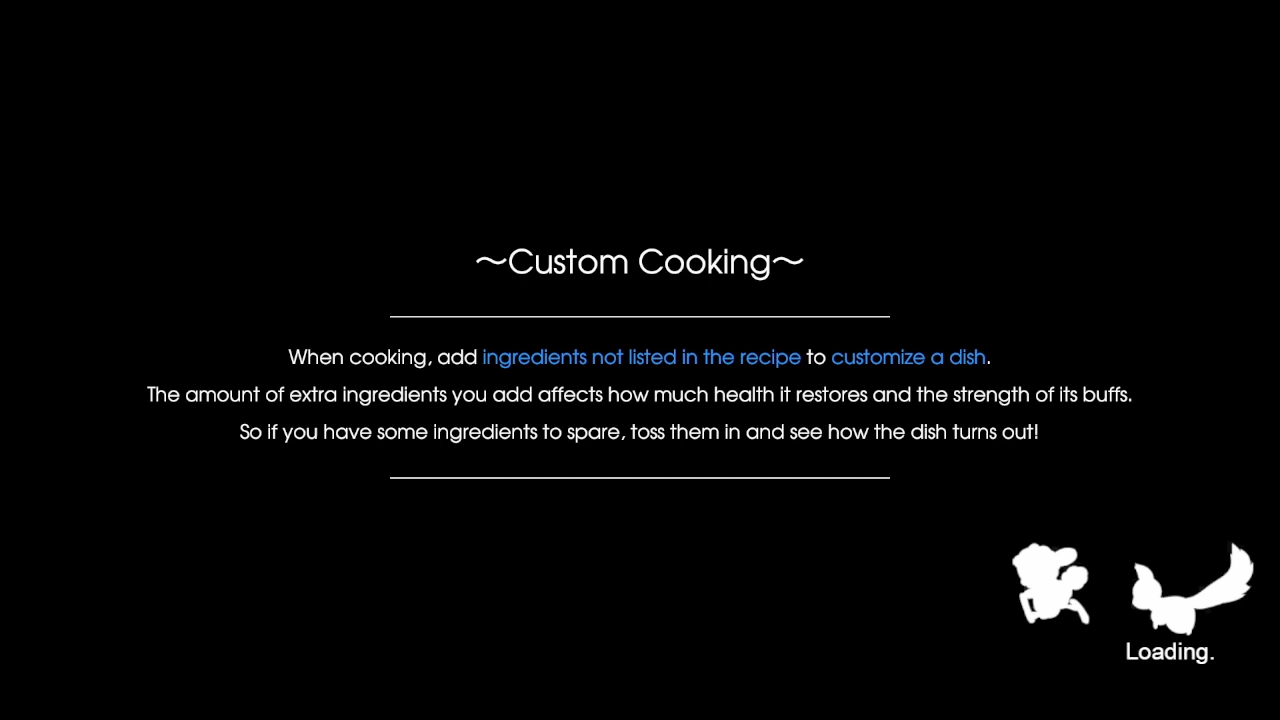 ～Custom Cooking～
When cooking, add ingredients not listed in the recipe to customize a dish.
The amount of extra ingredients you add affects how much health it restores and the strength of its buffs.
So if you have some ingredients to spare, toss them in and see how the dish turns out!
Loading.